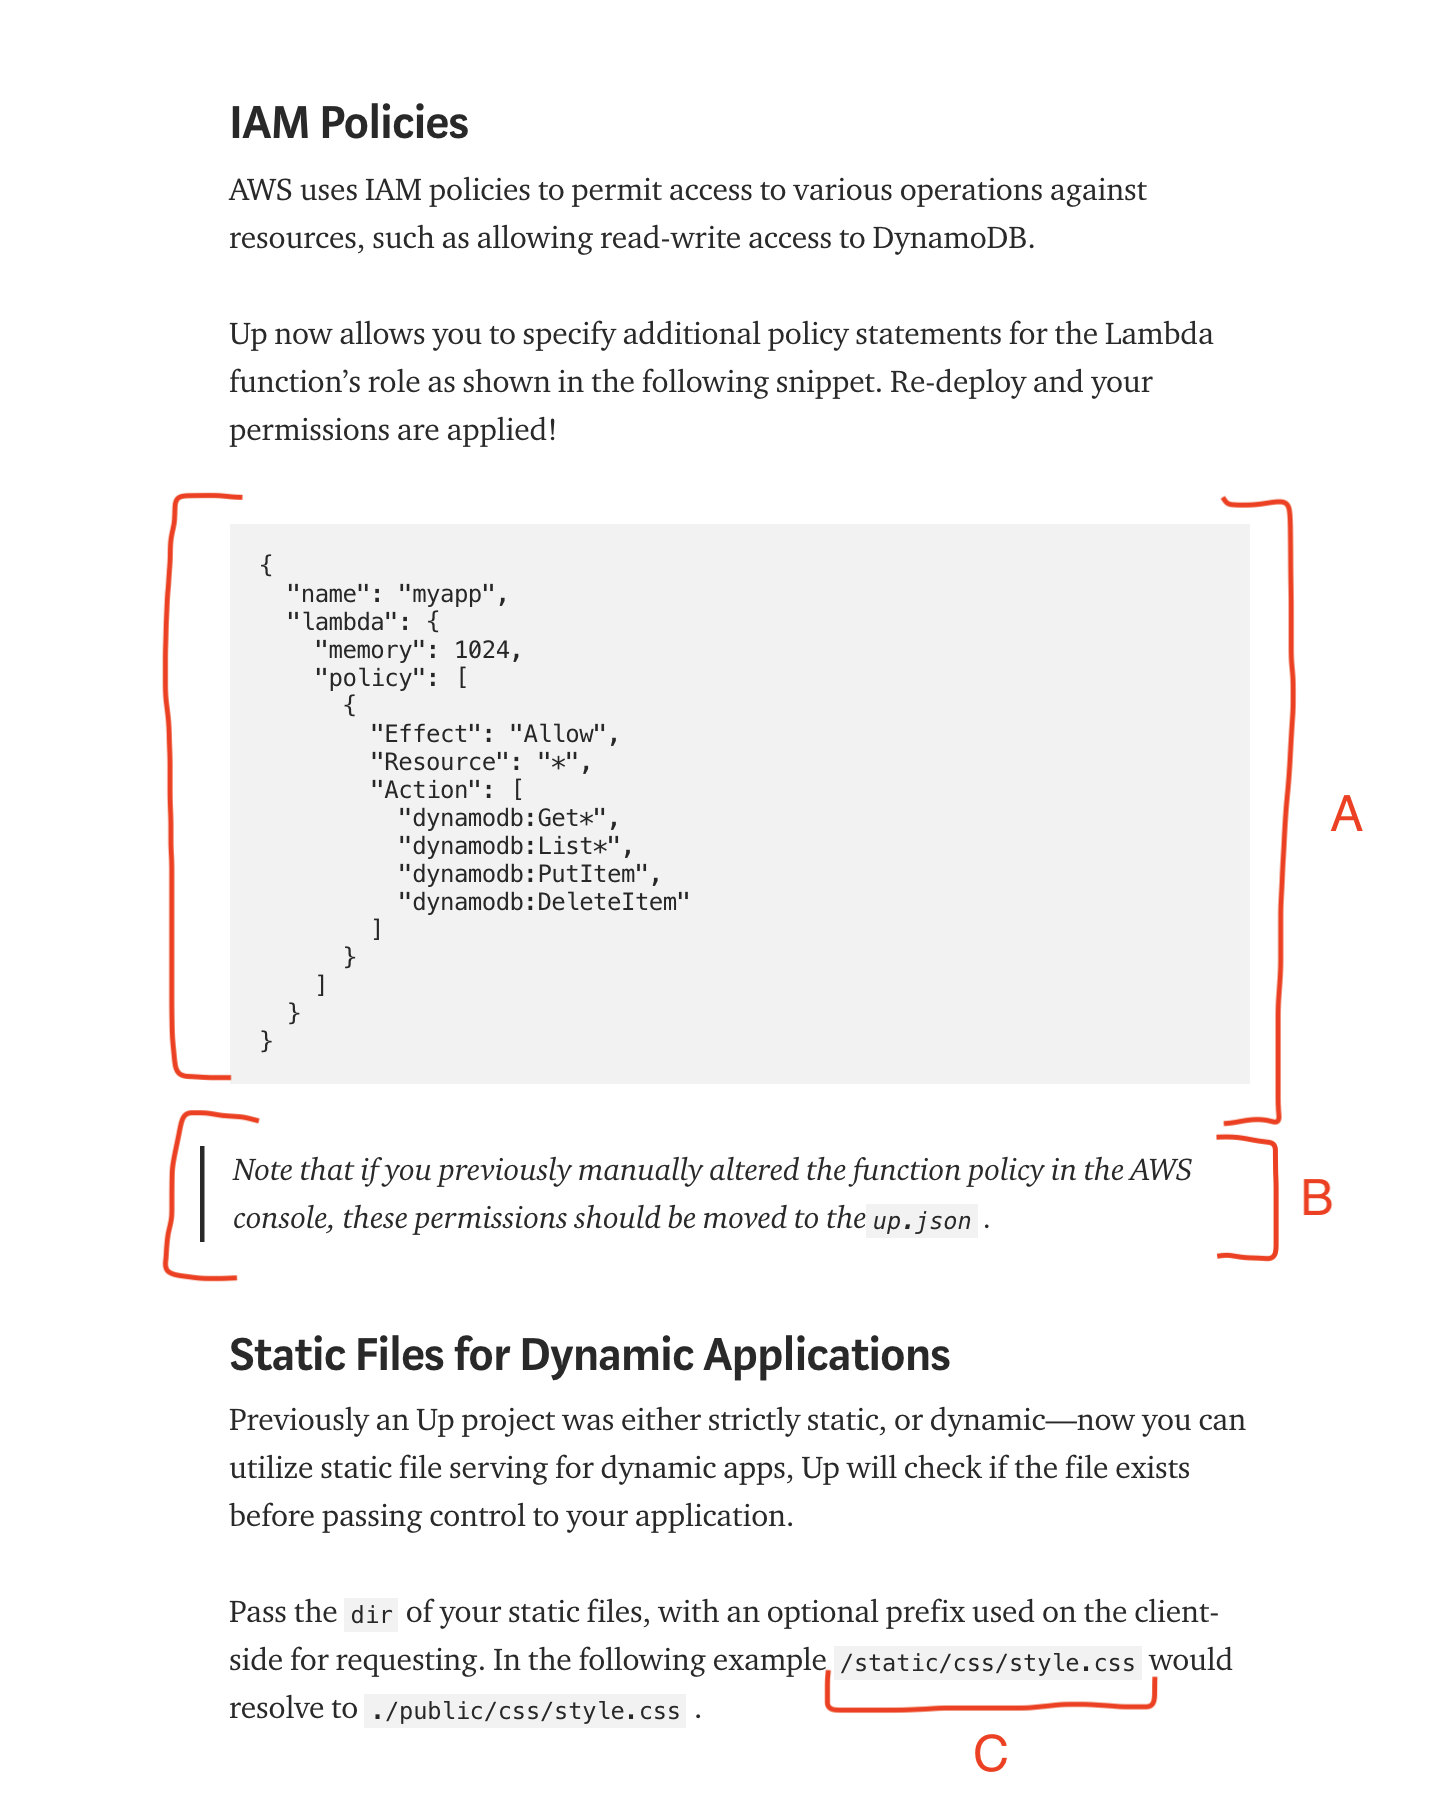 IAM Policies
AWS uses IAM policies to permit access to various operations against
resources, such as allowing read-write access to DynamoDB.
Up now allows you to specify additional policy statements for the Lambda
function’s role as shown in the following snippet. Re-deploy and your
permissions are applied!
{
  "name": "myapp",
  "lambda": {
    "memory": 1024,
    "policy": [
      {
        "Effect": "Allow",
        "Resource": "*",
        "Action": [
          "dynamodb:Get*",
          "dynamodb:List*",
          "dynamodb:PutItem",
          "dynamodb:DeleteItem"
        ]
      }
    ]
  }
}
A
Note that if you previously manually altered the function policy in the AWS
console, these permissions should be moved to the up.json .
B
Static Files for Dynamic Applications
Previously an Up project was either strictly static, or dynamic—now you can
utilize static file serving for dynamic apps, Up will check if the file exists
before passing control to your application.
Pass the dir of your static files, with an optional prefix used on the client-
side for requesting. In the following example /static/css/style.css would
resolve to ./public/css/style.css .
C